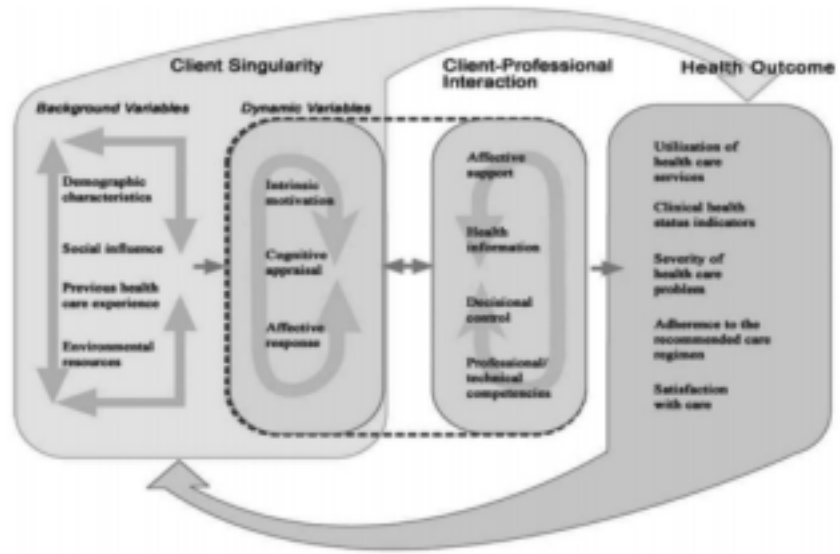 Client Singularity
Client-Professional
Interaction
Health Outcome
Background Variables
Dynamic Variables
Demographic
characteristics
Social influence
Previous health
care experience
Environmental
resources
Intrinsic
motivation
Cognitive
appraisal
Affective
response
Affective
support
Health
information
Decisional
control
Professional/
technical
competencies
Utilization of
health care
services
Clinical health
status indicators
Severity of
health care
problem
Adherence to the
recommended care
regimen
Satisfaction
with care